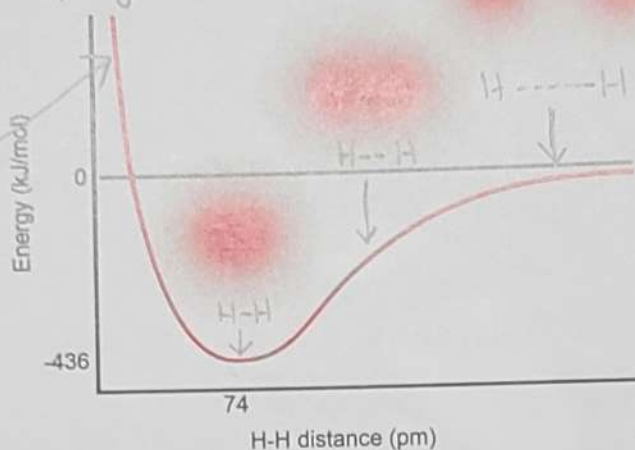 H ------ H
H--H
0
Energy (kJ/mol)
H-H
-436
74
H-H distance (pm)